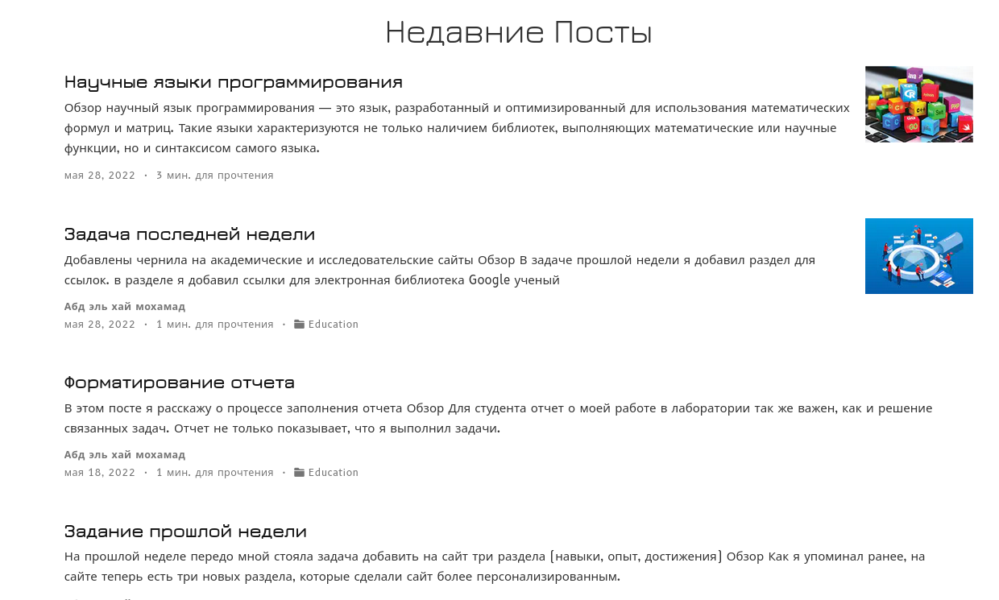 Недавние Посты
Научные языки программирования
Обзор научный язык программирования — это язык, разработанный и оптимизированный для использования математических
формул и матриц. Такие языки характеризуются не только наличием библиотек, выполняющих математические или научные
функции, но и синтаксисом самого языка.
мая 28, 2022 · 3 мин. для прочтения
Задача последней недели
Добавлены чернила на академические и исследовательские сайты Обзор В задаче прошлой недели я добавил раздел для
ссылок. в разделе я добавил ссылки для электронная библиотека Google ученый
Абд эль хай мохамад
мая 28, 2022 · 1 мин. для прочтения · Education
Форматирование отчета
В этом посте я расскажу о процессе заполнения отчета Обзор Для студента отчет о моей работе в лаборатории так же важен, как и решение
связанных задач. Отчет не только показывает, что я выполнил задачи.
Абд эль хай мохамад
мая 18, 2022 · 1 мин. для прочтения · Education
Задание прошлой недели
На прошлой неделе передо мной стояла задача добавить на сайт три раздела (навыки, опыт, достижения) Обзор Как я упоминал ранее, на
сайте теперь есть три новых раздела, которые сделали сайт более персонализированным.